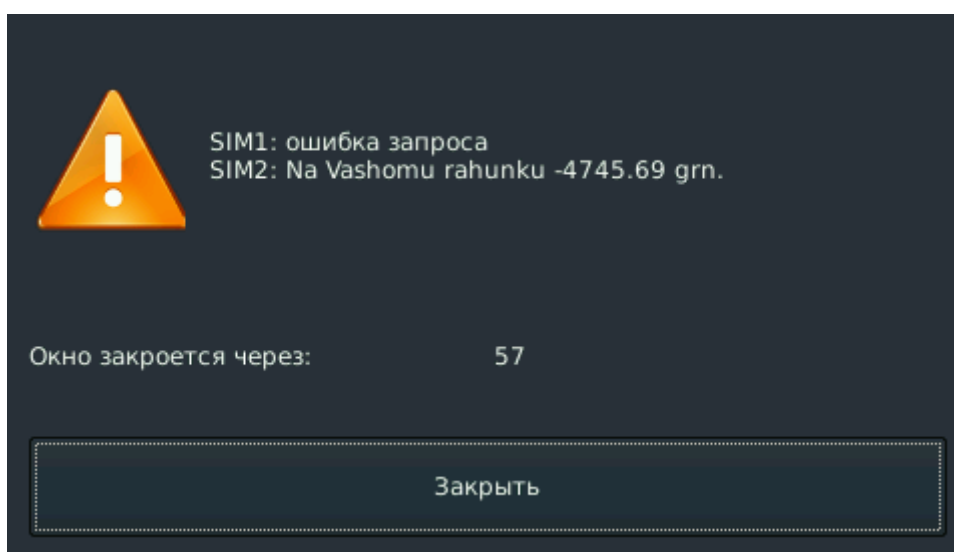 SIM1: ошибка запроса
SIM2: Na Vashomu rahunku -4745.69 grn.
Окно закроется через: 57
Закрыть